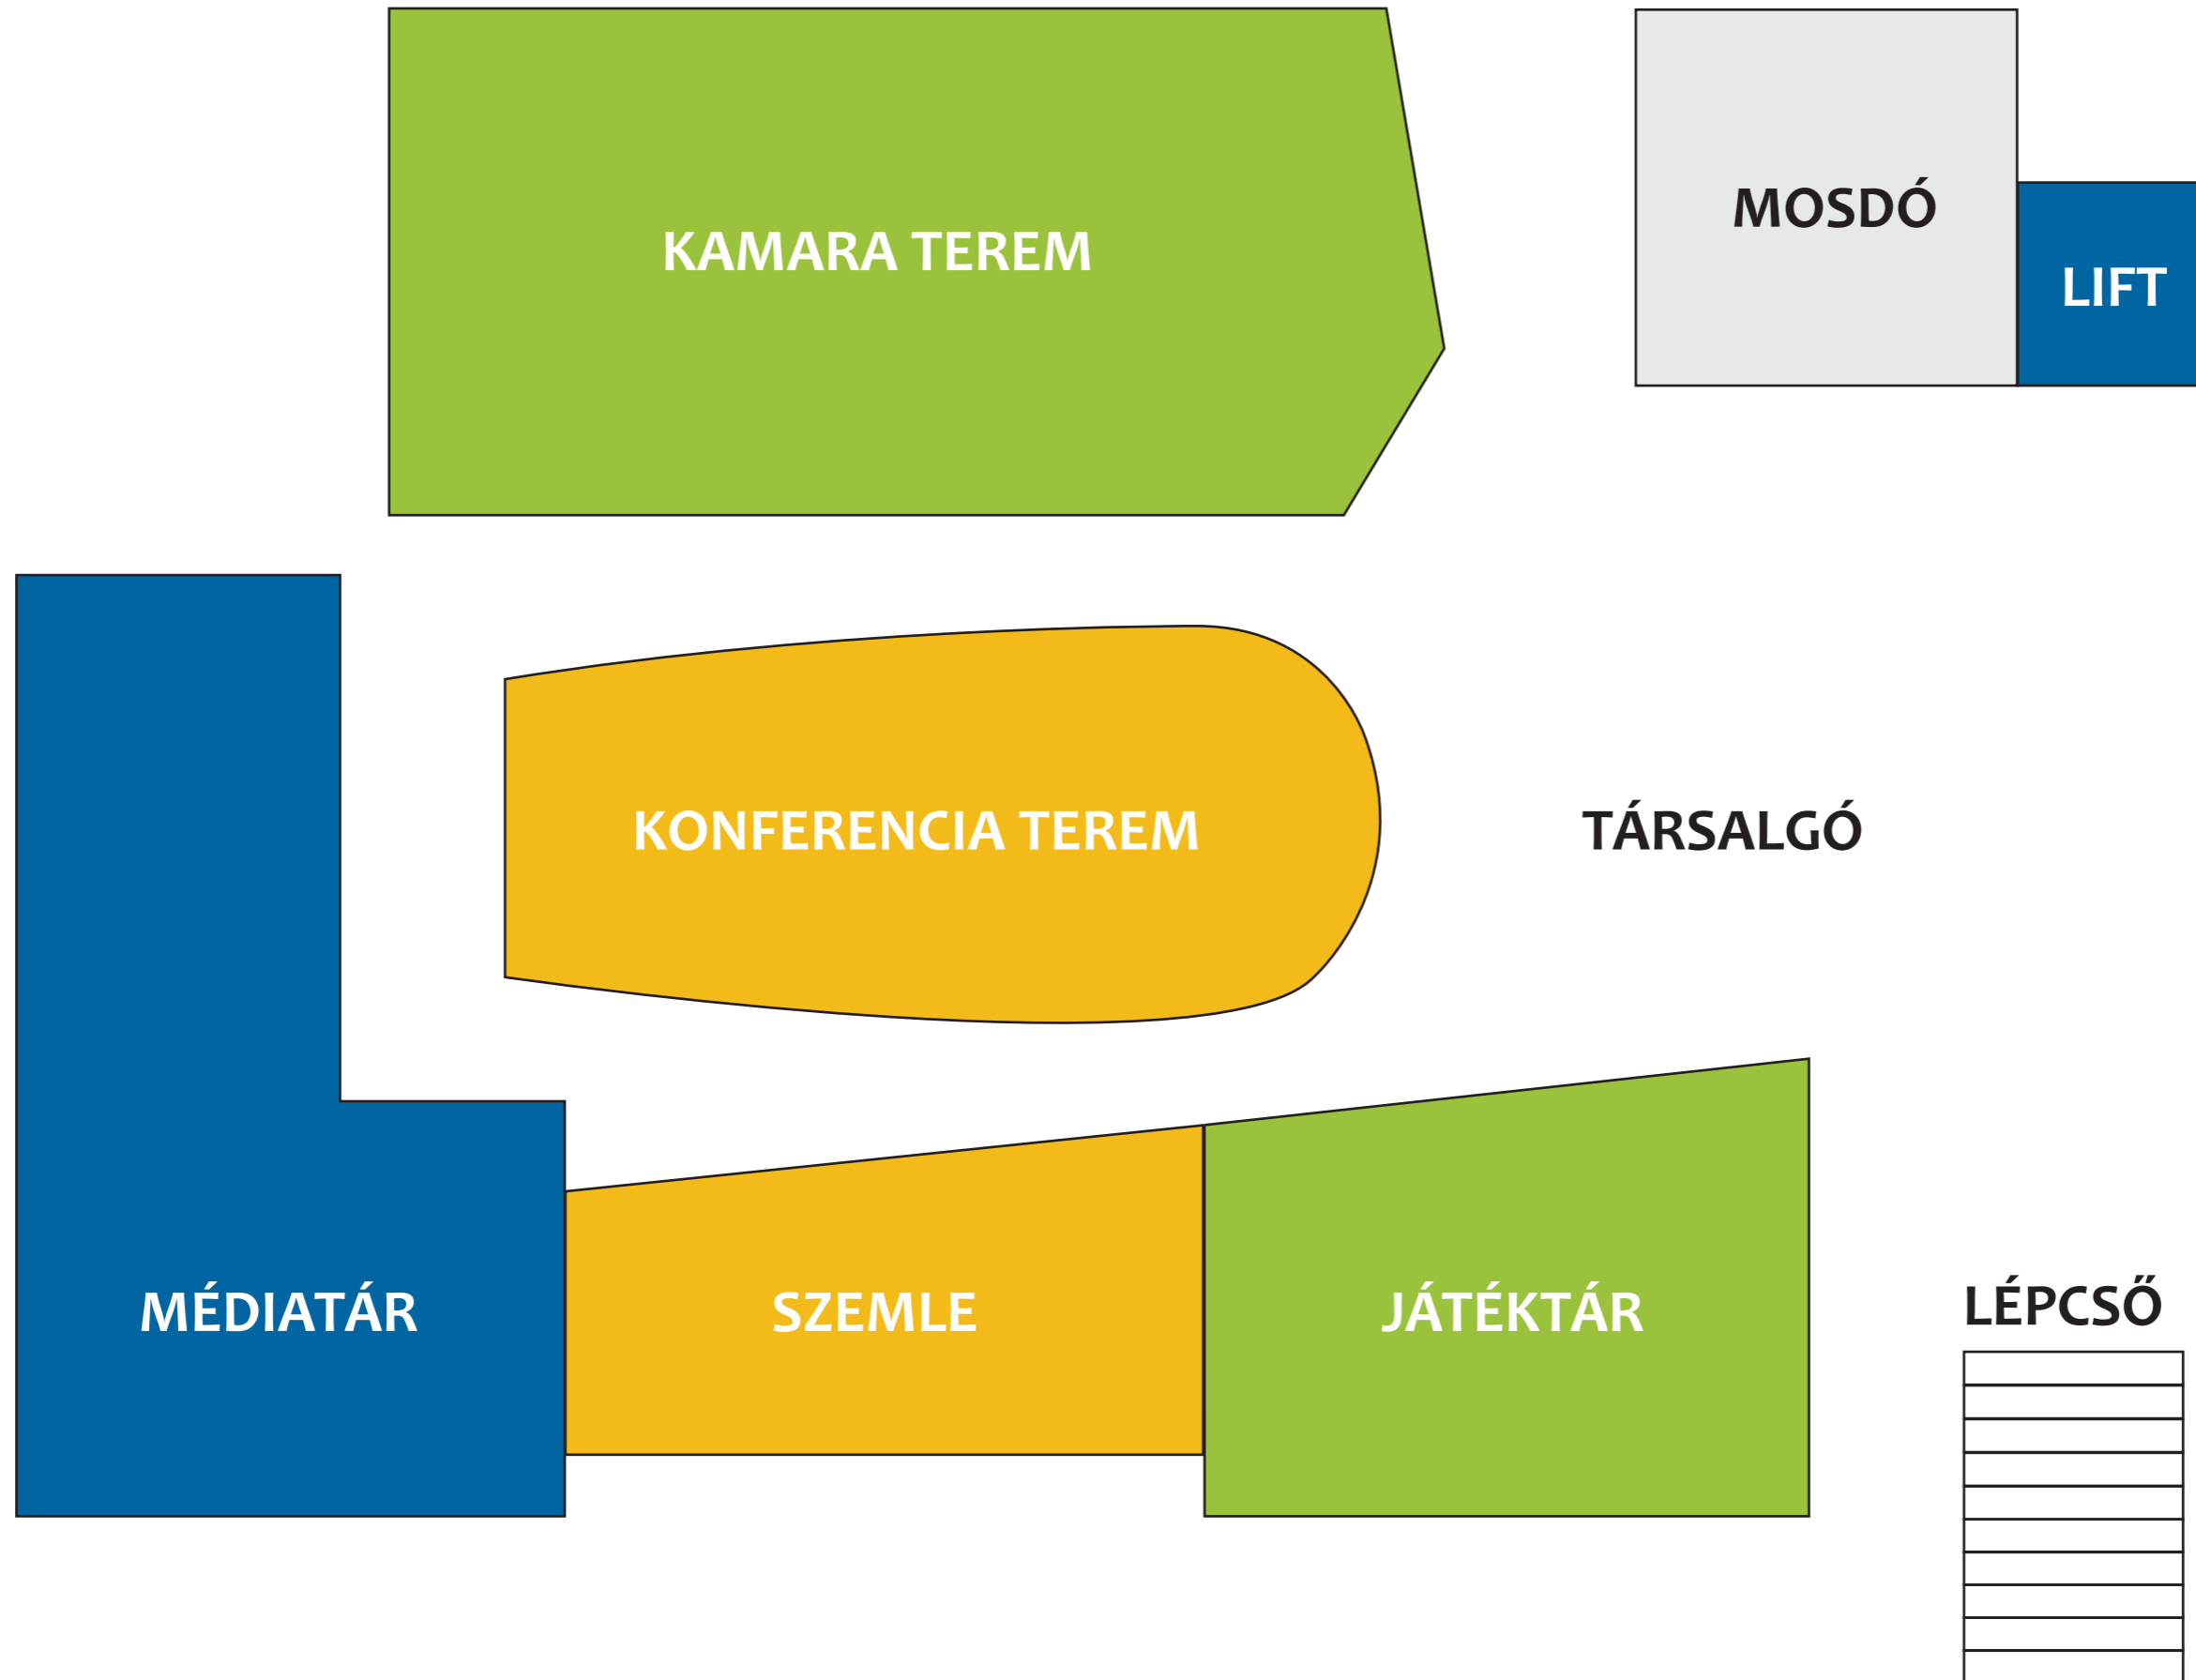 KAMARA TEREM
MOSDÓ
LIFT
KONFERENCIA TEREM
TÁRSALGÓ
MÉDIATÁR
SZEMLE
JÁTÉKTÁR
LÉPCSŐ